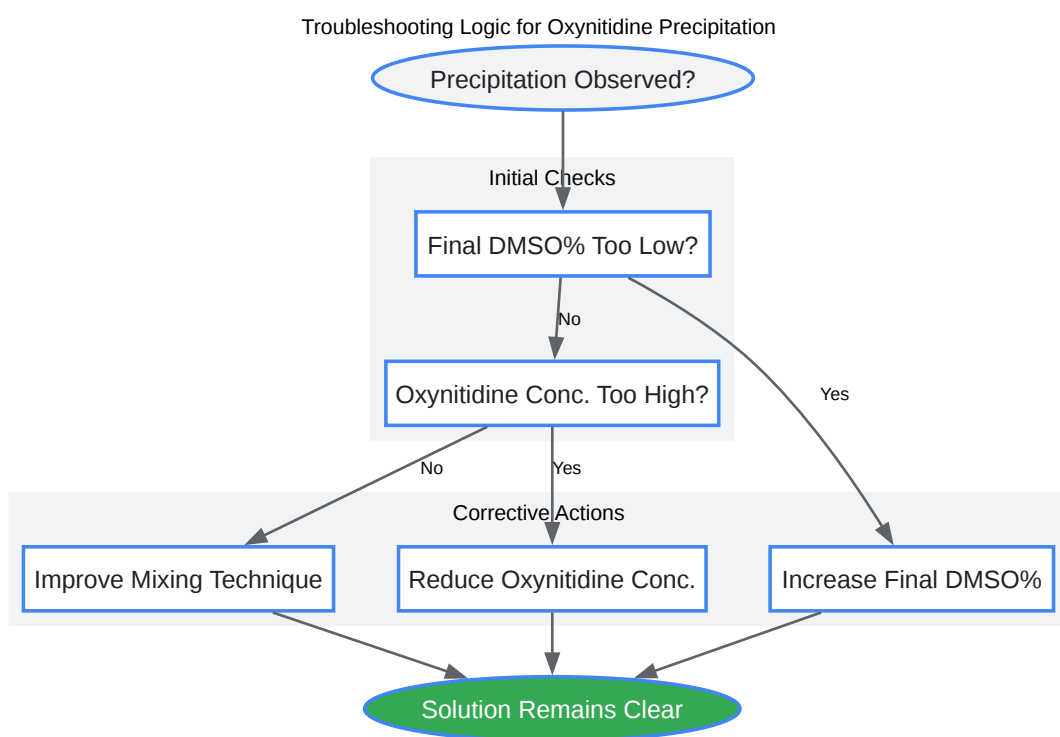 Troubleshooting Logic for Oxynitidine Precipitation
Precipitation Observed?
Initial Checks
Final DMSO% Too Low?
No
Oxynitidine Conc. Too High?
Yes
No
Yes
Corrective Actions
Improve Mixing Technique
Reduce Oxynitidine Conc.
Increase Final DMSO%
Solution Remains Clear